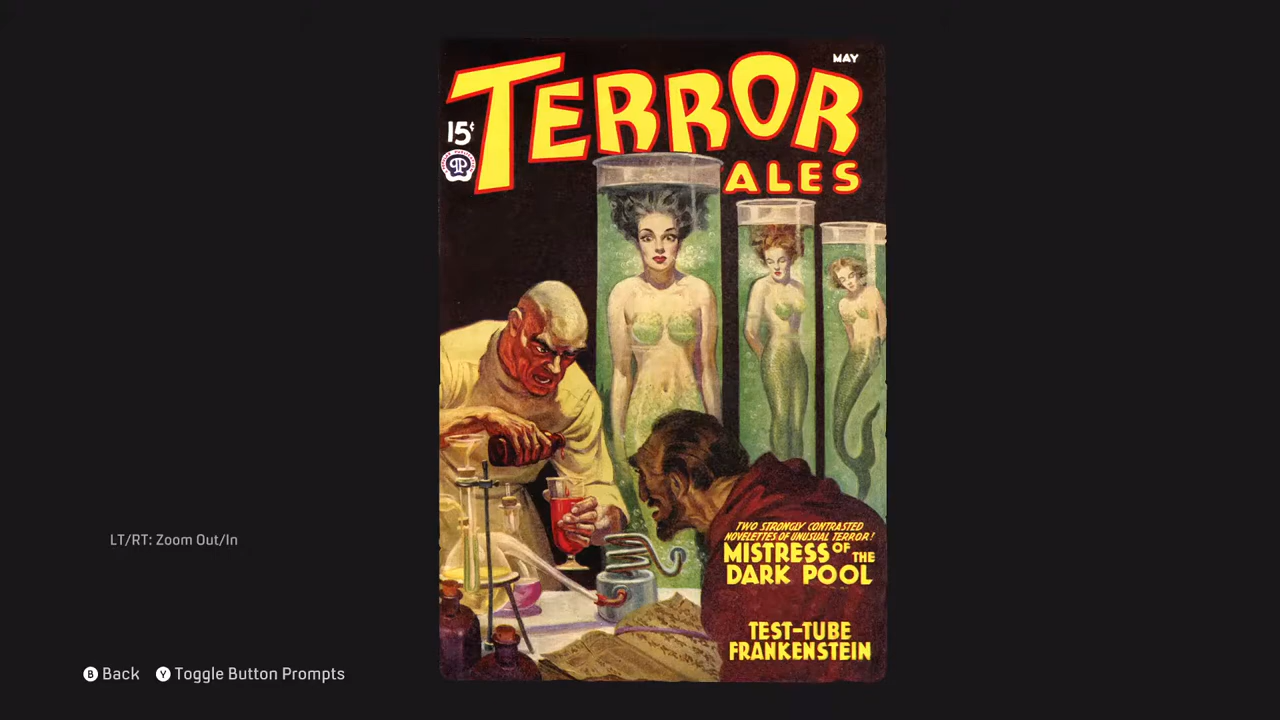 MAY
TERROR
15¢
PP
ALES
TWO STRONGLY CONTRASTED
NOVELETTES OF UNUSUAL TERROR!
MISTRESS OF THE
DARK POOL
TEST-TUBE
FRANKENSTEIN
LT/RT: Zoom Out/In
B Back Y Toggle Button Prompts